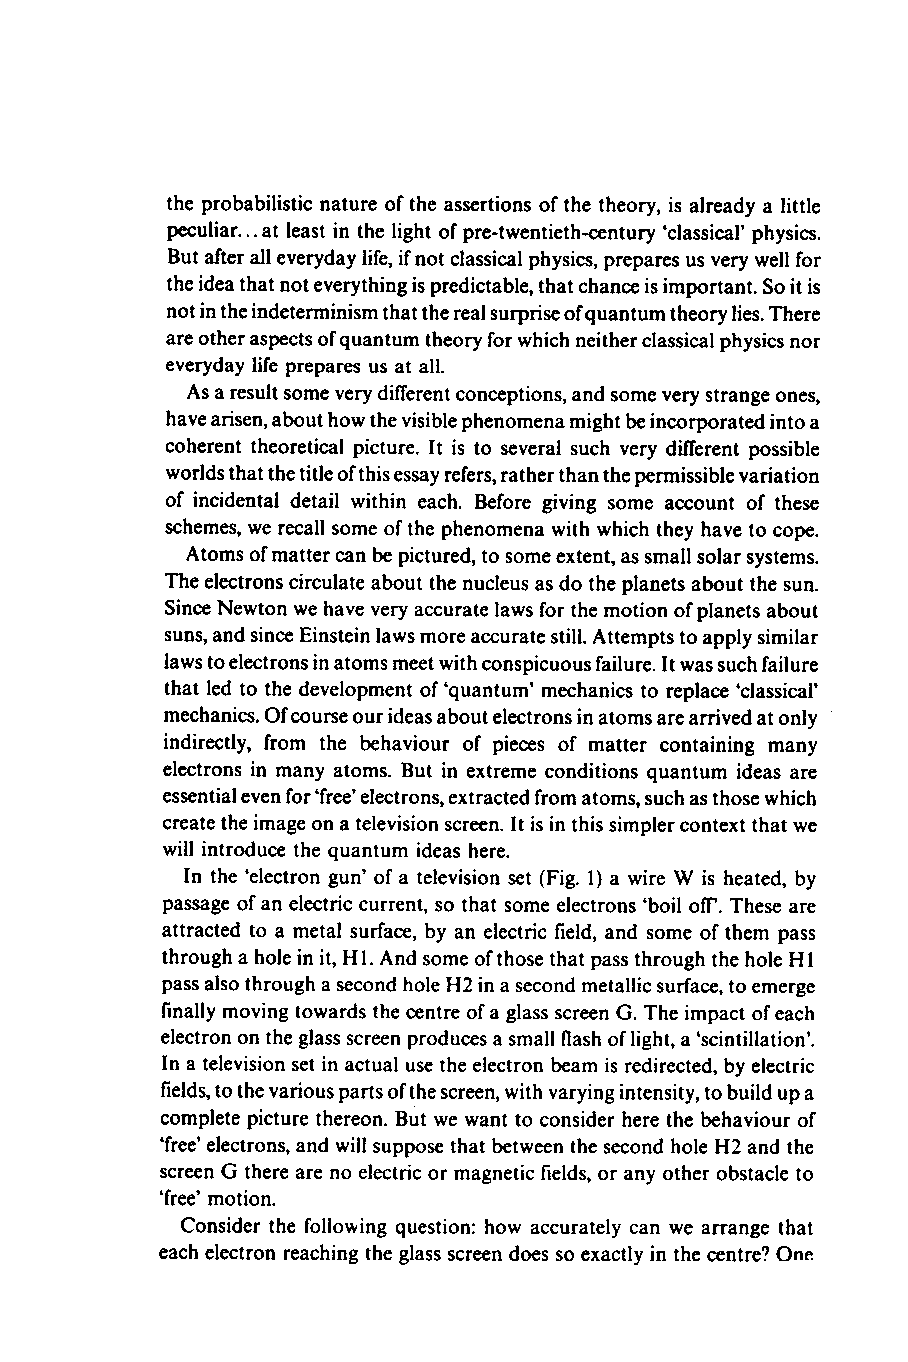 the probabilistic nature of the assertions of the theory, is already a little
peculiar... at least in the light of pre-twentieth-century ‘classical’ physics.
But after all everyday life, if not classical physics, prepares us very well for
the idea that not everything is predictable, that chance is important. So it is
not in the indeterminism that the real surprise of quantum theory lies. There
are other aspects of quantum theory for which neither classical physics nor
everyday life prepares us at all.
As a result some very different conceptions, and some very strange ones,
have arisen, about how the visible phenomena might be incorporated into a
coherent theoretical picture. It is to several such very different possible
worlds that the title of this essay refers, rather than the permissible variation
of incidental detail within each. Before giving some account of these
schemes, we recall some of the phenomena with which they have to cope.
Atoms of matter can be pictured, to some extent, as small solar systems.
The electrons circulate about the nucleus as do the planets about the sun.
Since Newton we have very accurate laws for the motion of planets about
suns, and since Einstein laws more accurate still. Attempts to apply similar
laws to electrons in atoms meet with conspicuous failure. It was such failure
that led to the development of ‘quantum’ mechanics to replace ‘classical’
mechanics. Of course our ideas about electrons in atoms are arrived at only
indirectly, from the behaviour of pieces of matter containing many
electrons in many atoms. But in extreme conditions quantum ideas are
essential even for ‘free’ electrons, extracted from atoms, such as those which
create the image on a television screen. It is in this simpler context that we
will introduce the quantum ideas here.
In the ‘electron gun’ of a television set (Fig. 1) a wire W is heated, by
passage of an electric current, so that some electrons ‘boil off’. These are
attracted to a metal surface, by an electric field, and some of them pass
through a hole in it, H1. And some of those that pass through the hole H1
pass also through a second hole H2 in a second metallic surface, to emerge
finally moving towards the centre of a glass screen G. The impact of each
electron on the glass screen produces a small flash of light, a ‘scintillation’.
In a television set in actual use the electron beam is redirected, by electric
fields, to the various parts of the screen, with varying intensity, to build up a
complete picture thereon. But we want to consider here the behaviour of
‘free’ electrons, and will suppose that between the second hole H2 and the
screen G there are no electric or magnetic fields, or any other obstacle to
‘free’ motion.
Consider the following question: how accurately can we arrange that
each electron reaching the glass screen does so exactly in the centre? One